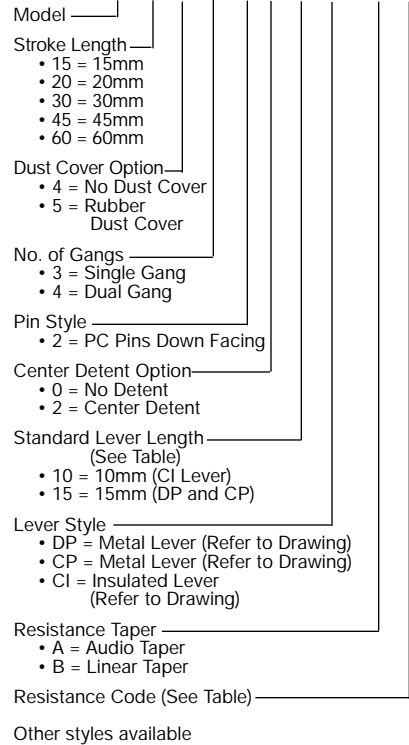 Model
Stroke Length
• 15 = 15mm
• 20 = 20mm
• 30 = 30mm
• 45 = 45mm
• 60 = 60mm
Dust Cover Option
• 4 = No Dust Cover
• 5 = Rubber
Dust Cover
No. of Gangs
• 3 = Single Gang
• 4 = Dual Gang
Pin Style
• 2 = PC Pins Down Facing
Center Detent Option
• 0 = No Detent
• 2 = Center Detent
Standard Lever Length
(See Table)
• 10 = 10mm (CI Lever)
• 15 = 15mm (DP and CP)
Lever Style
• DP = Metal Lever (Refer to Drawing)
• CP = Metal Lever (Refer to Drawing)
• CI = Insulated Lever
(Refer to Drawing)
Resistance Taper
• A = Audio Taper
• B = Linear Taper
Resistance Code (See Table)
Other styles available